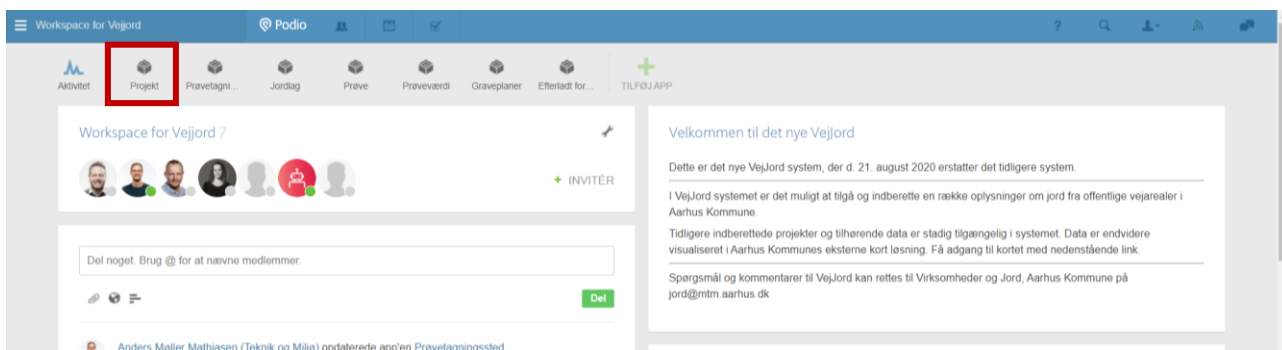 Workspace for Vejjord
Podio
?
Aktivitet
Projekt
Prøvetagni...
Jordlag
Prøve
Prøveværdi
Graveplaner
Efterladt for...
TILFØJ APP
Workspace for Vejjord 7
+ INVITÉR
Del noget. Brug @ for at nævne medlemmer.
Del
Anders Møller Mathiasen (Teknik og Miljø) opdaterede app'en Prøvetagningssted
Velkommen til det nye VejJord
Dette er det nye VejJord system, der d. 21. august 2020 erstatter det tidligere system.
I VejJord systemet er det muligt at tilgå og indberette en række oplysninger om jord fra offentlige vejarealer i
Aarhus Kommune.
Tidligere indberettede projekter og tilhørende data er stadig tilgængelig i systemet. Data er endvidere
visualiseret i Aarhus Kommunes eksterne kort løsning. Få adgang til kortet med nedenstående link.
Spørgsmål og kommentarer til VejJord kan rettes til Virksomheder og Jord, Aarhus Kommune på
jord@mtm.aarhus.dk